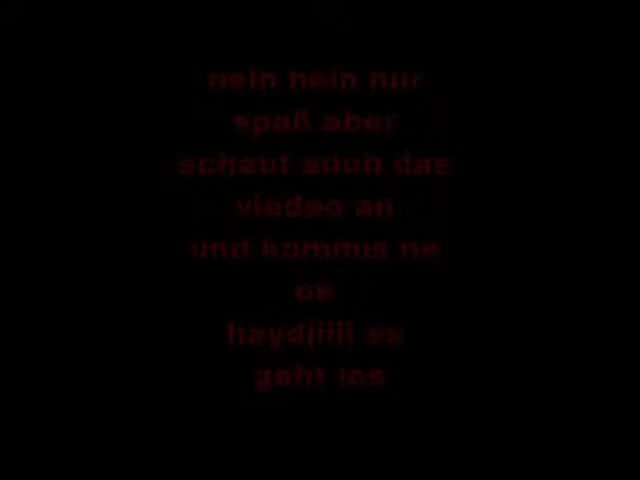 nein nein nur
spaß.aber
schaut euch das
viedeo an
und kommis ne
ok
haydiiiii es
geht los